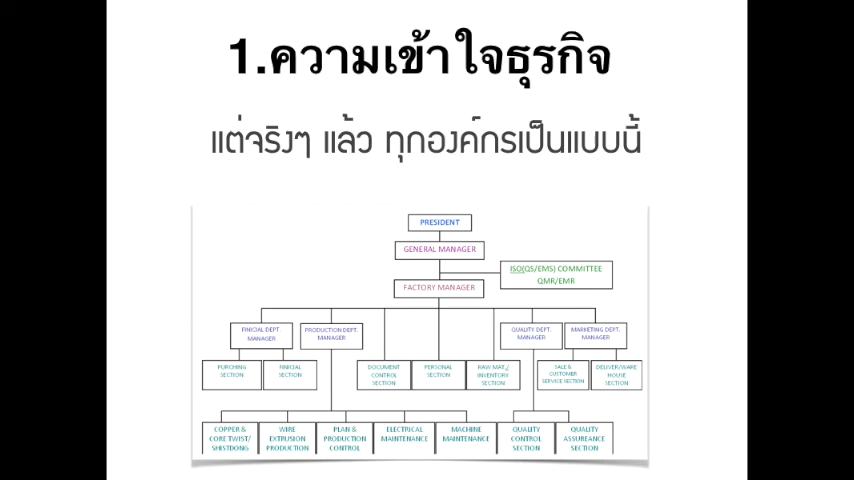 1.ความเข้าใจธุรกิจ
แต่จริงๆ แล้ว ทุกองค์กรเป็นแบบนี้
PRESIDENT
GENERAL MANAGER
ISO(QS/EMS) COMMITTEE
QMR/EMR
FACTORY MANAGER
FINICIAL DEPT.
MANAGER
PRODUCTION DEPT.
MANAGER
QUALITY DEPT.
MANAGER
MARKETING DEPT.
MANAGER
PURCHING
SECTION
FINICIAL
SECTION
DOCUMENT
CONTROL
SECTION
PERSONAL
SECTION
RAW MAT./
INVENTORY
SECTION
SALE &
CUSTOMER
SERVICE SECTION
DELIVER/WARE
HOUSE
SECTION
COPPER &
CORE TWIST/
SHISTDONG
WIRE
EXTRUSION
PRODUCTION
PLAN &
PRODUCTION
CONTROL
ELECTRICAL
MAINTENANCE
MACHINE
MAINTENANCE
QUALITY
CONTROL
SECTION
QUALITY
ASSUREANCE
SECTION